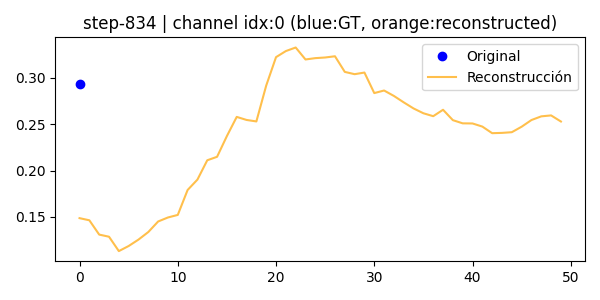 step-834 | channel idx:0 (blue:GT, orange:reconstructed)
Original
Reconstrucción
0.30
0.25
0.20
0.15
0 10 20 30 40 50